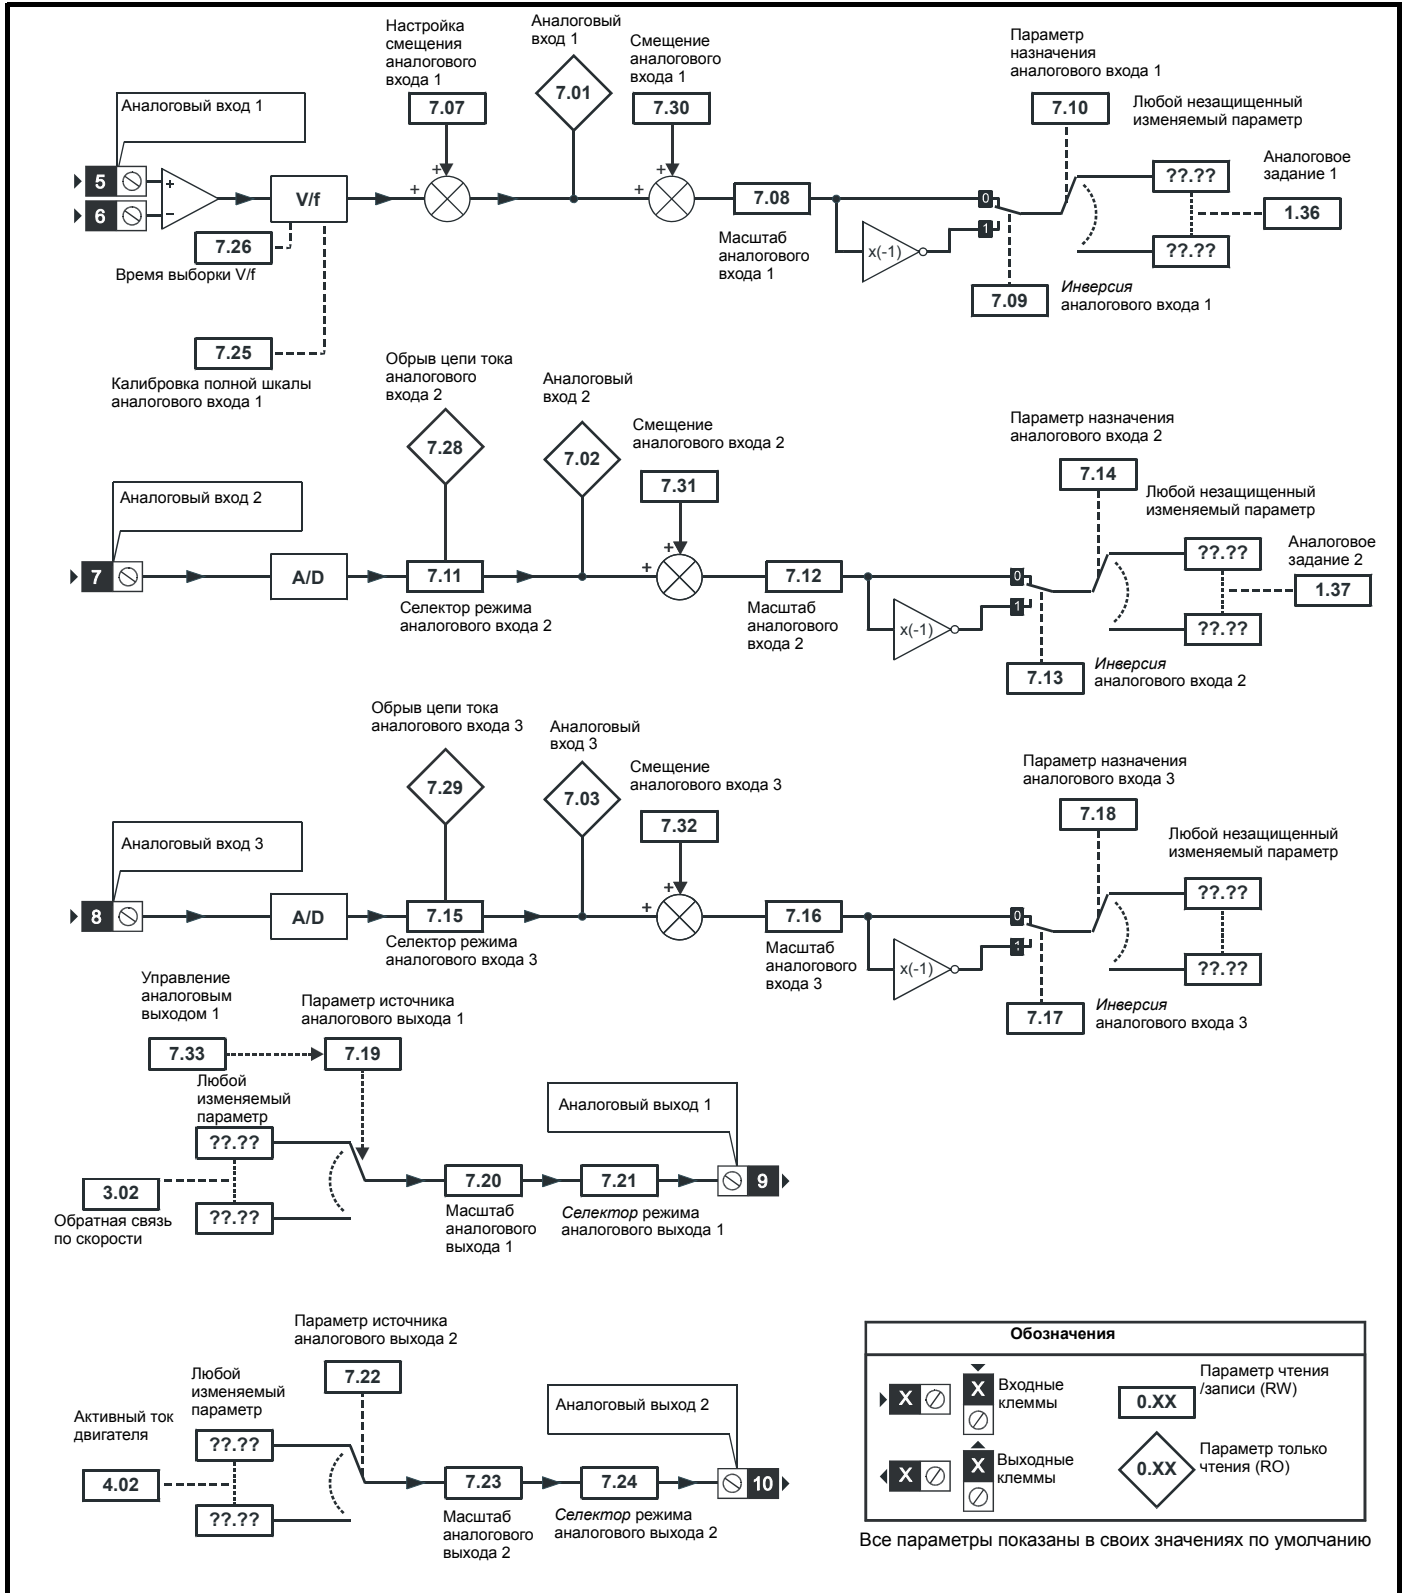 Настройка
смещения
аналогового
входа 1
7.07
Аналоговый
вход 1
7.01
Смещение
аналогового
входа 1
7.30
Параметр
назначения
аналогового входа 1
7.10
Любой незащищенный
изменяемый параметр
Аналоговый вход 1
5
6
+
−
V/f
+
+
+
+
7.08
Масштаб
аналогового
входа 1
x(-1)
0
1
??.??
??.??
Аналоговое
задание 1
1.36
7.26
Время выборки V/f
7.09
Инверсия
аналогового входа 1
7.25
Калибровка полной шкалы
аналогового входа 1
Обрыв цепи тока
аналогового
входа 2
7.28
Аналоговый
вход 2
7.02
Смещение
аналогового входа 2
7.31
Параметр назначения
аналогового входа 2
7.14
Любой незащищенный
изменяемый параметр
Аналоговый вход 2
7
A/D
7.11
Селектор режима
аналогового входа 2
+
+
7.12
Масштаб
аналогового
входа 2
x(-1)
0
1
??.??
??.??
Аналоговое
задание 2
1.37
7.13
Инверсия
аналогового входа 2
Обрыв цепи тока
аналогового входа 3
7.29
Аналоговый
вход 3
7.03
Смещение
аналогового входа 3
7.32
Параметр назначения
аналогового входа 3
7.18
Любой незащищенный
изменяемый параметр
Аналоговый вход 3
8
A/D
7.15
Селектор режима
аналогового входа 3
+
+
7.16
Масштаб
аналогового
входа 3
x(-1)
0
1
??.??
??.??
7.17
Инверсия
аналогового входа 3
Управление
аналоговым
выходом 1
7.33
Параметр источника
аналогового выхода 1
7.19
Любой
изменяемый
параметр
??.??
??.??
3.02
Обратная связь
по скорости
7.20
Масштаб
аналогового
выхода 1
7.21
Селектор режима
аналогового выхода 1
Аналоговый выход 1
9
Параметр источника
аналогового выхода 2
7.22
Любой
изменяемый
параметр
??.??
??.??
Активный ток
двигателя
4.02
7.23
Масштаб
аналогового
выхода 2
7.24
Селектор режима
аналогового выхода 2
Аналоговый выход 2
10
Обозначения
X
X
Входные
клеммы
0.XX
Параметр чтения
/записи (RW)
X
X
Выходные
клеммы
0.XX
Параметр только
чтения (RO)
Все параметры показаны в своих значениях по умолчанию